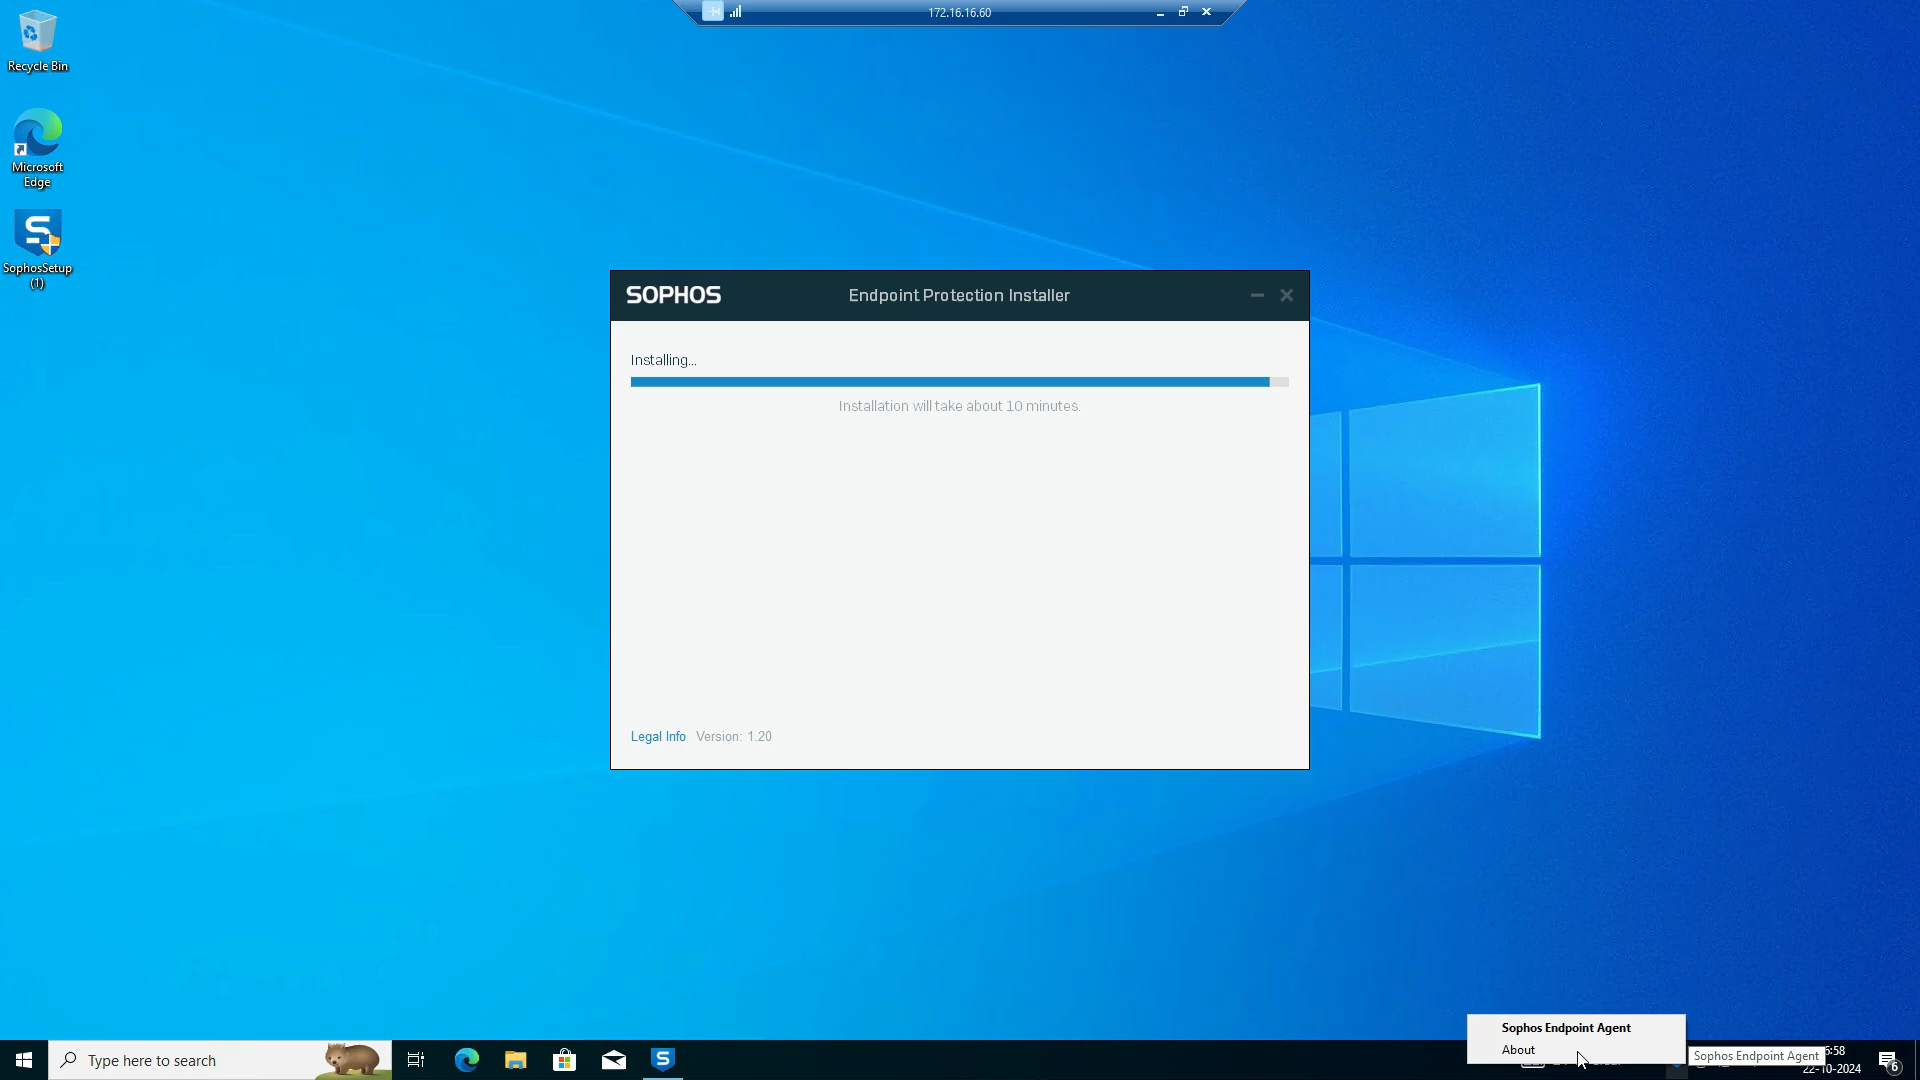 172.16.16.60
Recycle Bin
Microsoft
Edge
SophosSetup
(1)
SOPHOS
Endpoint Protection Installer
Installing...
Installation will take about 10 minutes.
Legal Info
Version: 1.20
Sophos Endpoint Agent
About
Sophos Endpoint Agent
:58
22-10-2024
6
Type here to search